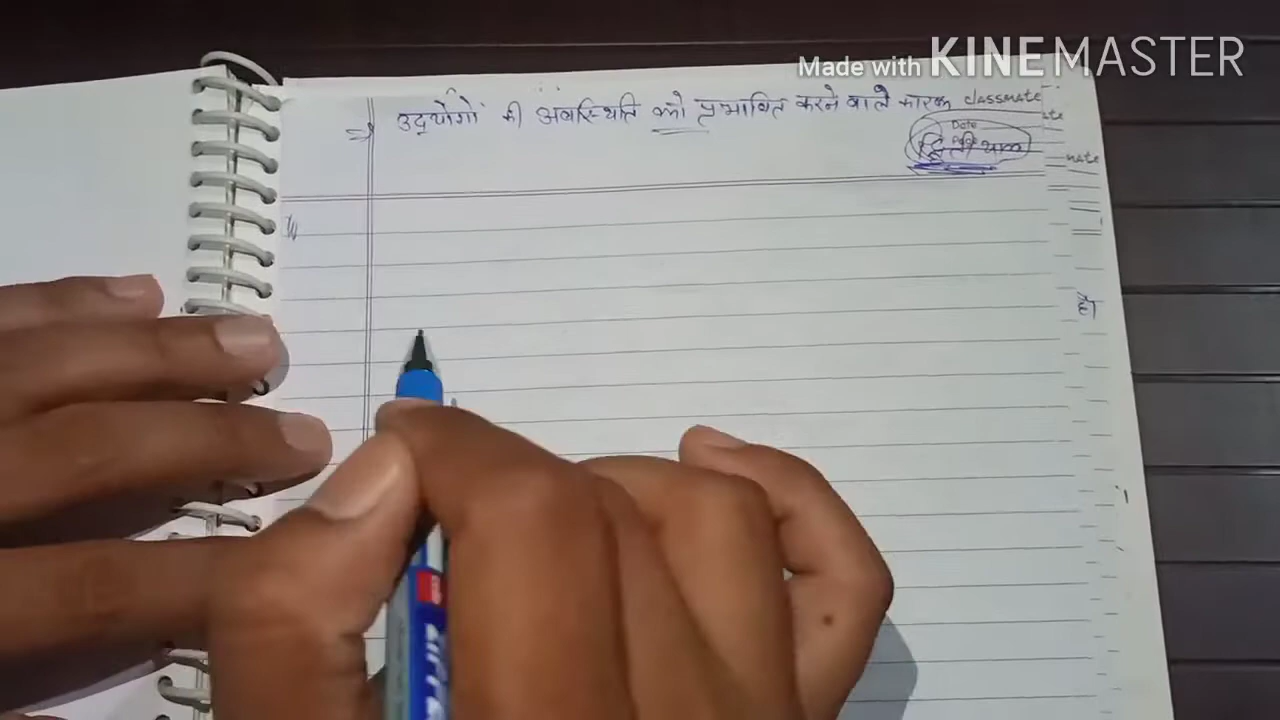 Made with KINEMASTER
⇒ उद्योगों की अवस्थिति को प्रभावित करने वाले कारक classmate
Date
हो